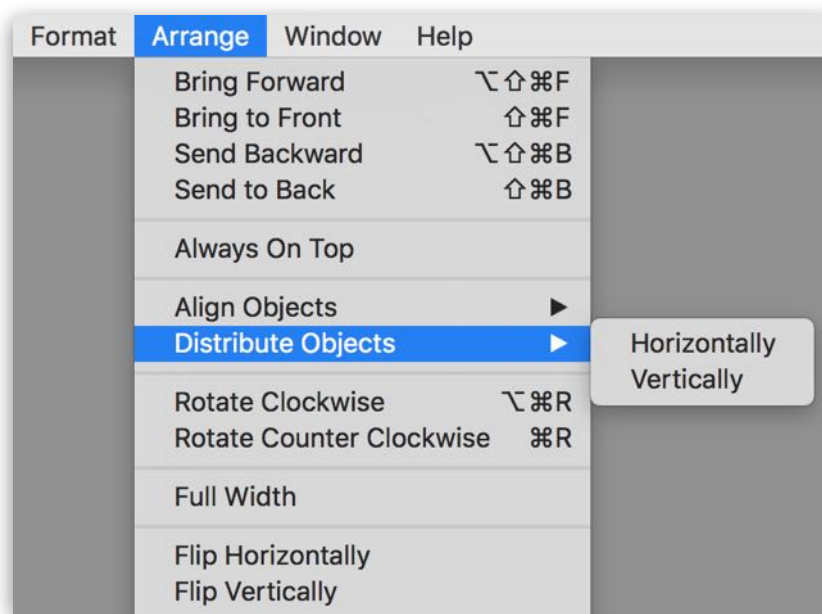 Format Arrange Window Help
Bring Forward ⌥⇧⌘F
Bring to Front ⇧⌘F
Send Backward ⌥⇧⌘B
Send to Back ⇧⌘B
Always On Top
Align Objects ▶
Distribute Objects ▶
Horizontally
Vertically
Rotate Clockwise ⌥⌘R
Rotate Counter Clockwise ⌘R
Full Width
Flip Horizontally
Flip Vertically